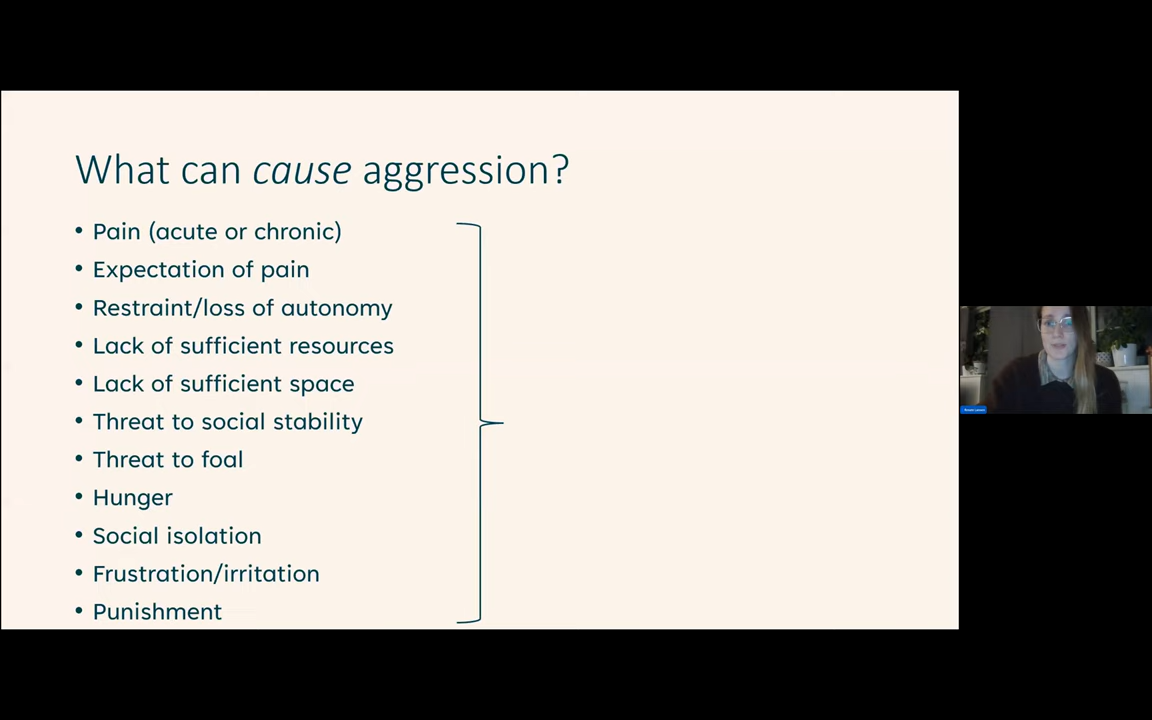 What can cause aggression?
• Pain (acute or chronic)
• Expectation of pain
• Restraint/loss of autonomy
• Lack of sufficient resources
• Lack of sufficient space
• Threat to social stability
• Threat to foal
• Hunger
• Social isolation
• Frustration/irritation
• Punishment